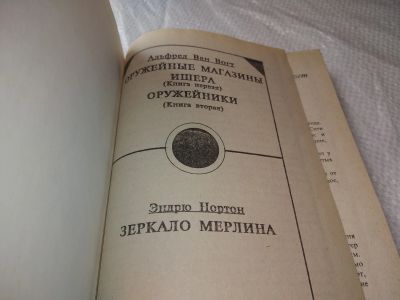 Альфред Ван Вогт
ОРУЖЕЙНЫЕ МАГАЗИНЫ
ИШЕРА
(Книга первая)
ОРУЖЕЙНИКИ
(Книга вторая)
Эндрю Нортон
ЗЕРКАЛО МЕРЛИНА